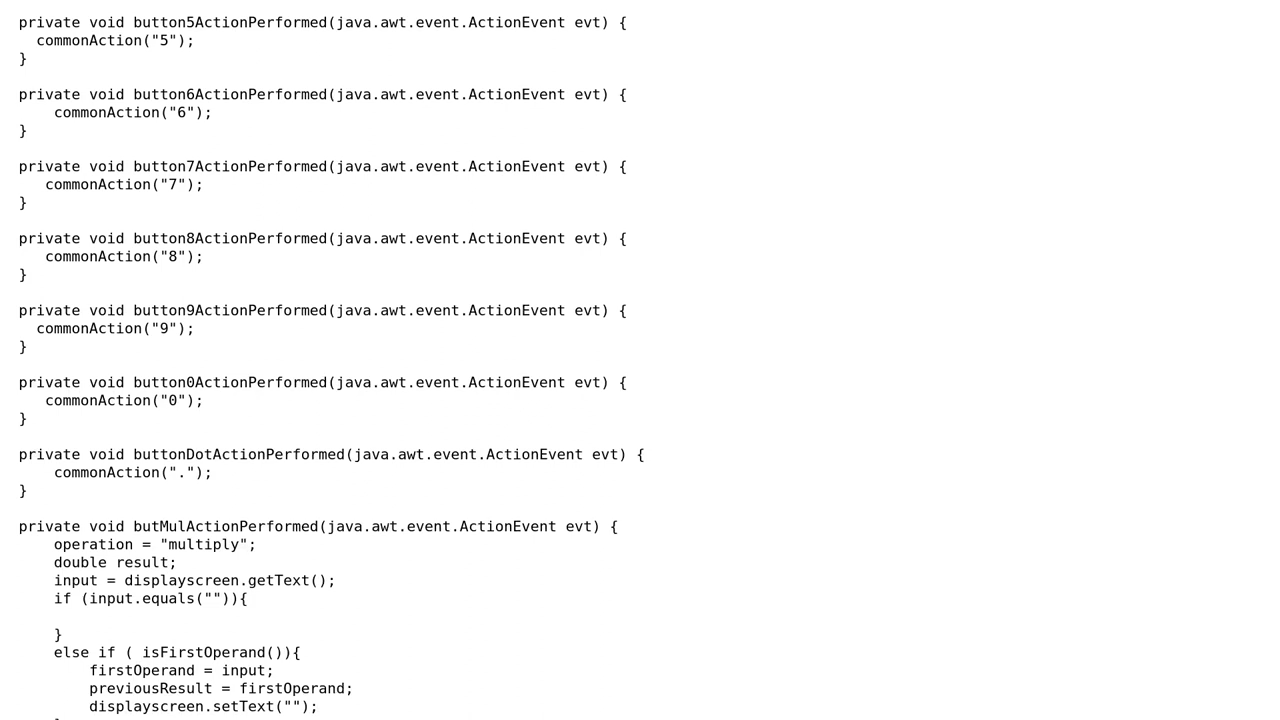 private void button5ActionPerformed(java.awt.event.ActionEvent evt) {
  commonAction("5");
}

private void button6ActionPerformed(java.awt.event.ActionEvent evt) {
    commonAction("6");
}

private void button7ActionPerformed(java.awt.event.ActionEvent evt) {
   commonAction("7");
}

private void button8ActionPerformed(java.awt.event.ActionEvent evt) {
   commonAction("8");
}

private void button9ActionPerformed(java.awt.event.ActionEvent evt) {
  commonAction("9");
}

private void button0ActionPerformed(java.awt.event.ActionEvent evt) {
   commonAction("0");
}

private void buttonDotActionPerformed(java.awt.event.ActionEvent evt) {
    commonAction(".");
}

private void butMulActionPerformed(java.awt.event.ActionEvent evt) {
    operation = "multiply";
    double result;
    input = displayscreen.getText();
    if (input.equals("")){

    }
    else if ( isFirstOperand()){
        firstOperand = input;
        previousResult = firstOperand;
        displayscreen.setText("");